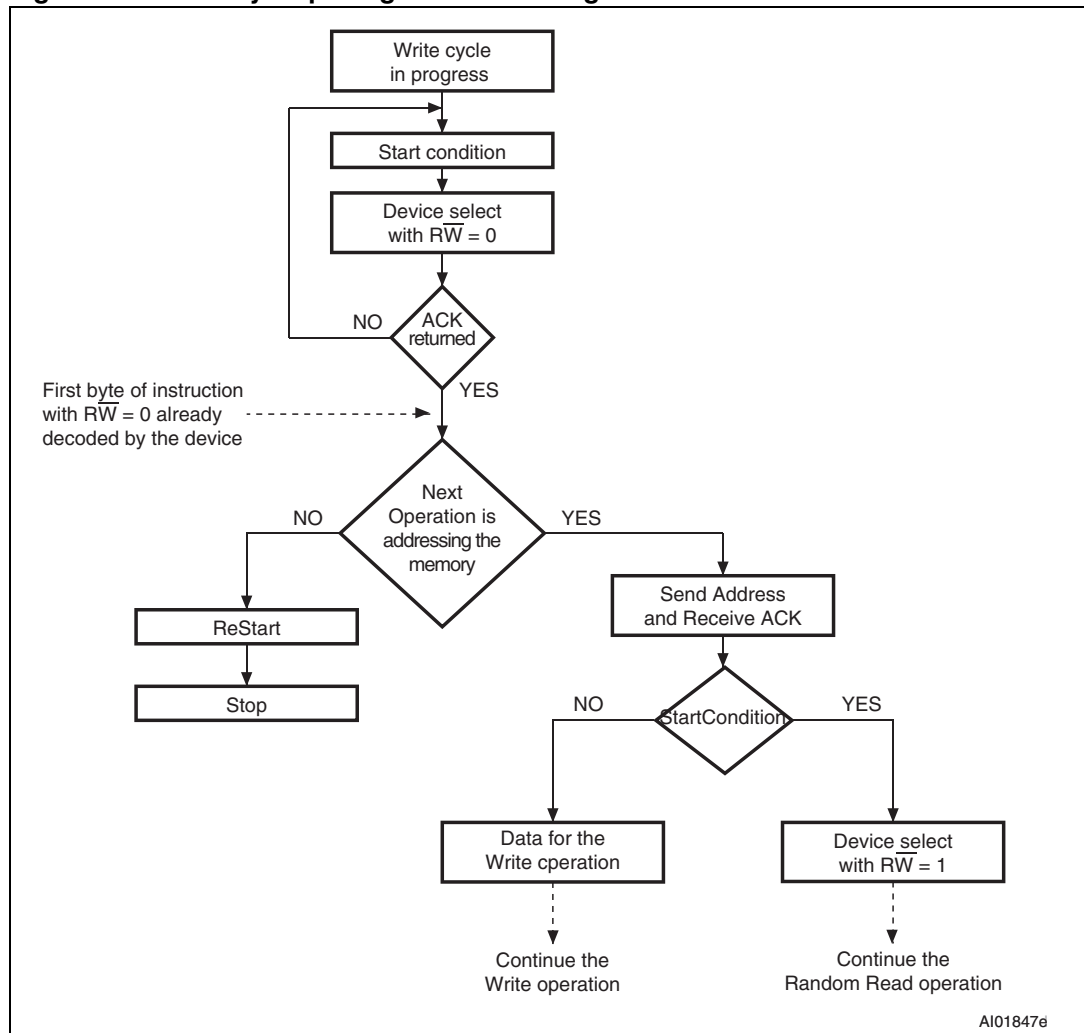 Write cycle
in progress
Start condition
Device select
with RW̅ = 0
NO
ACK
returned
YES
First byte of instruction
with RW̅ = 0 already
decoded by the device
Next
Operation is
addressing the
memory
NO
YES
ReStart
Stop
Send Address
and Receive ACK
NO
StartCondition
YES
Data for the
Write cperation
Device select
with RW̅ = 1
Continue the
Write operation
Continue the
Random Read operation
AI01847e